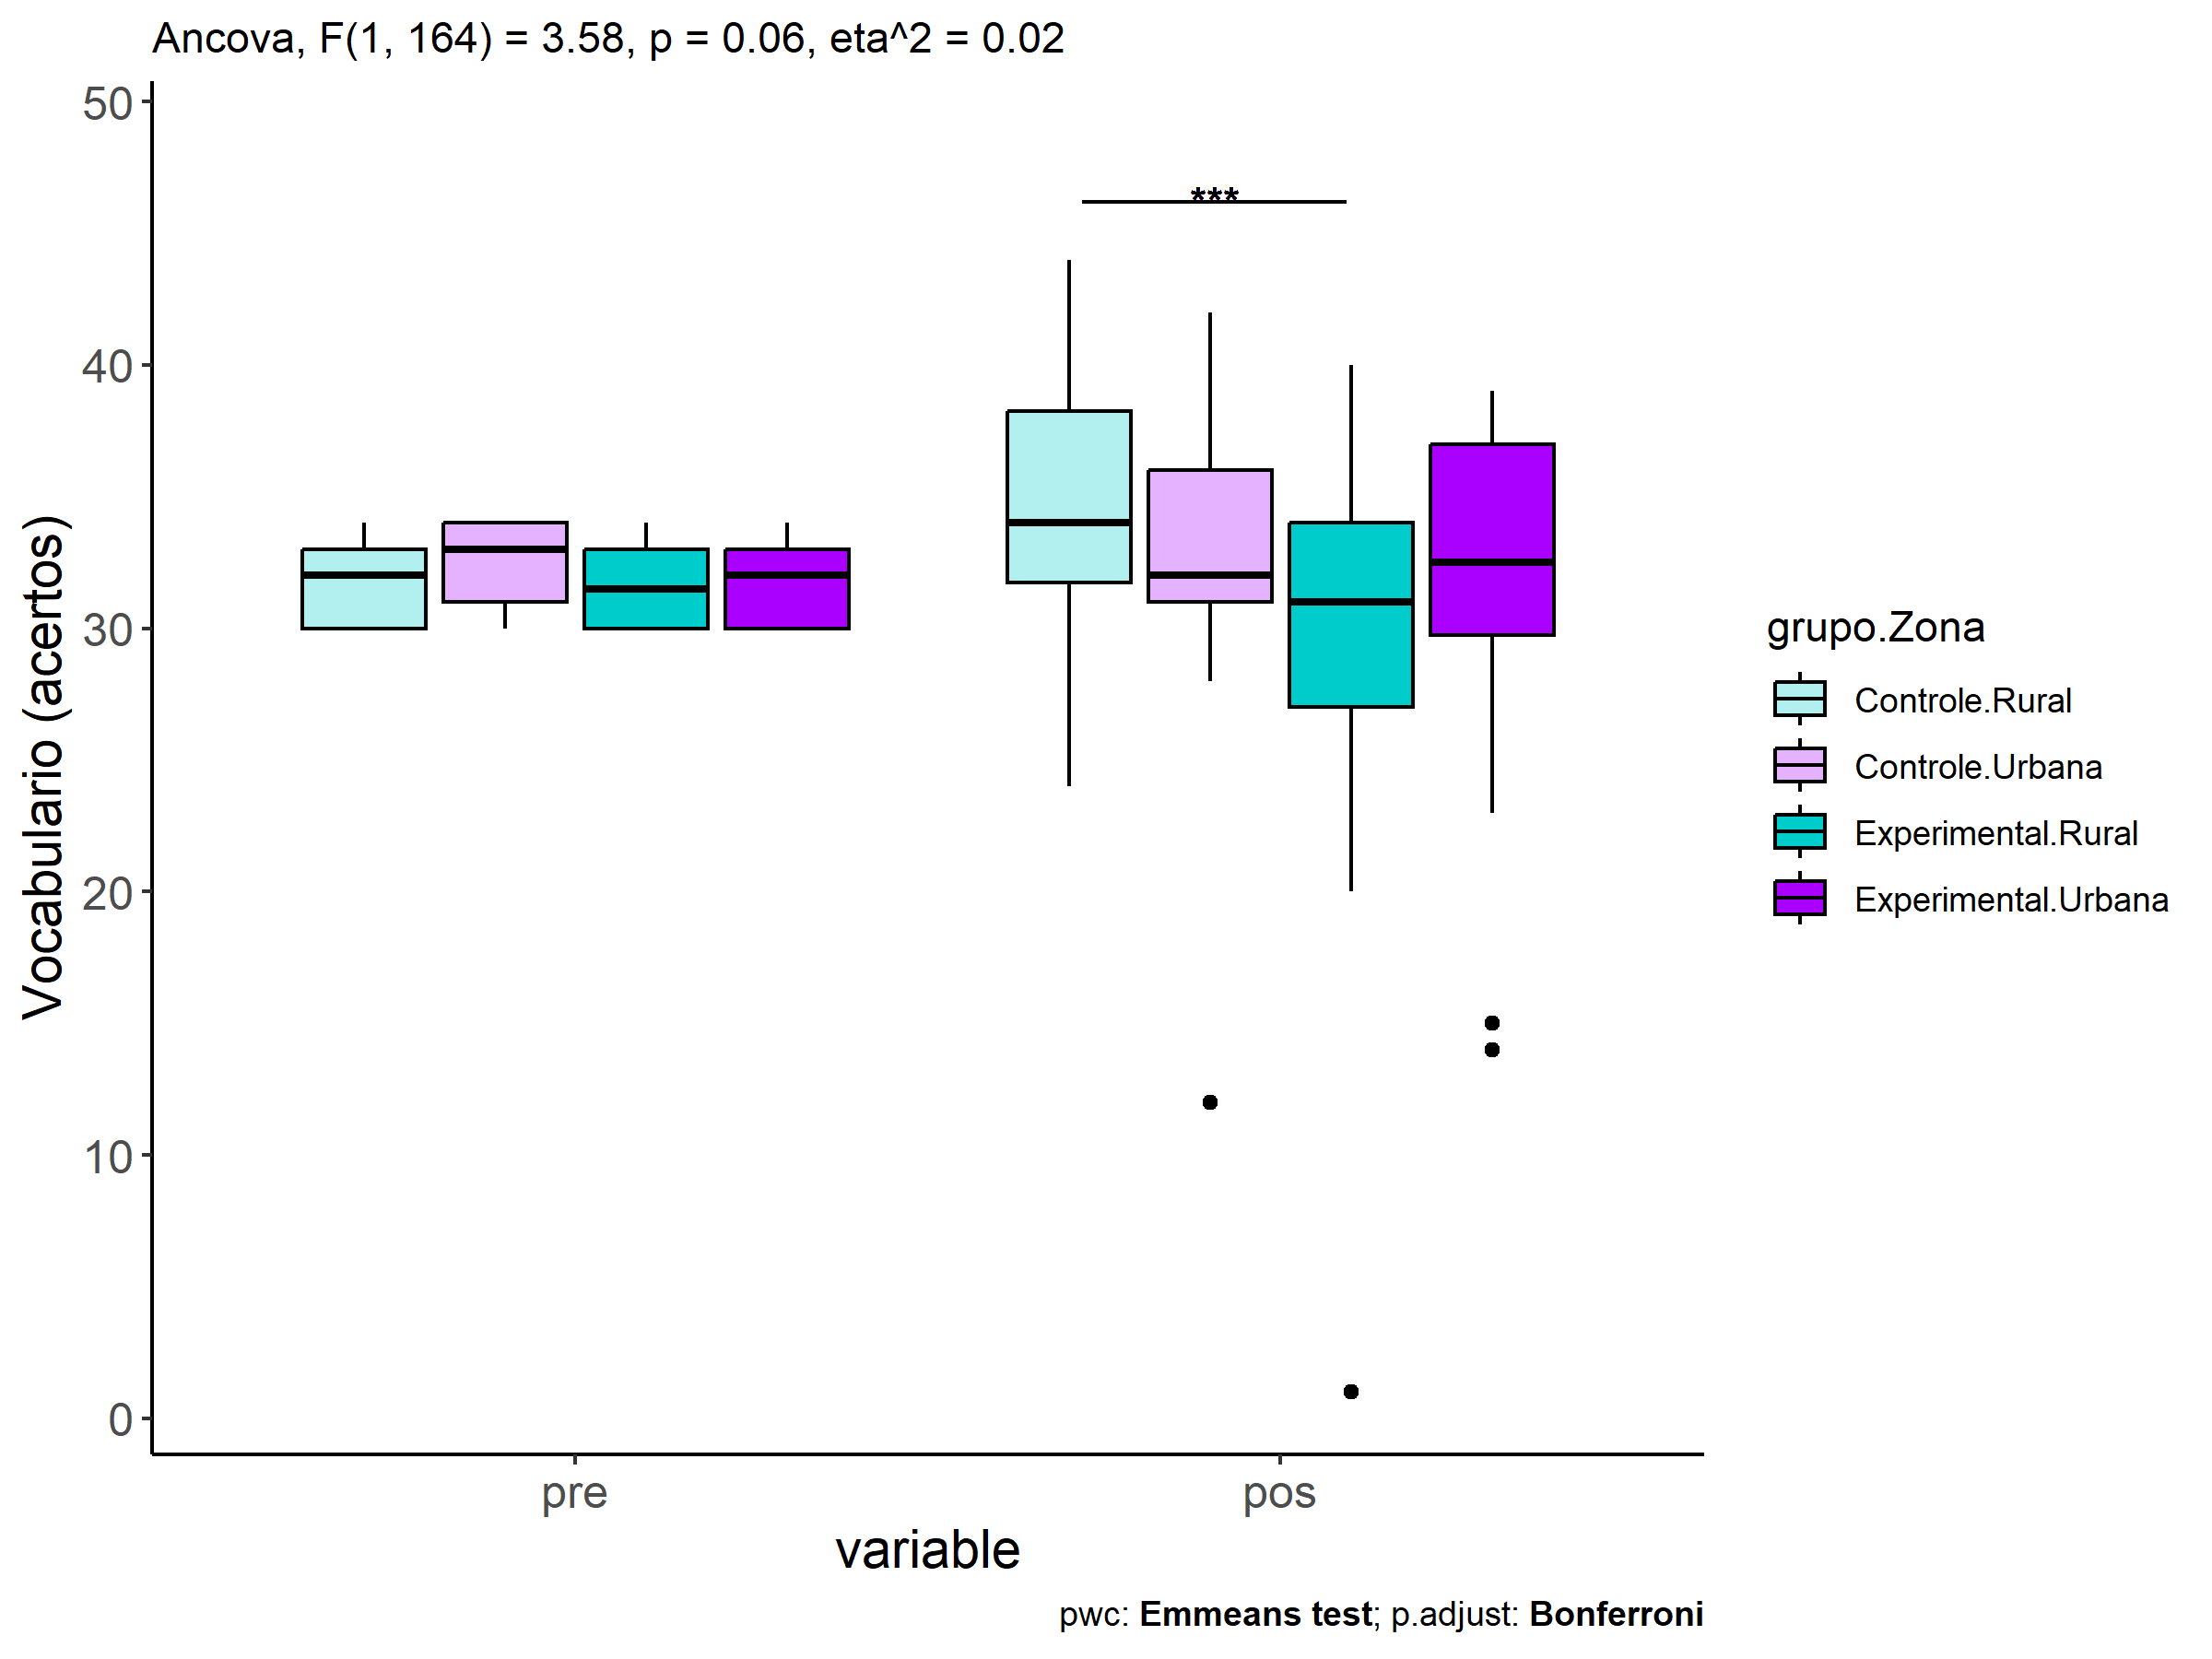 Ancova, F(1, 164) = 3.58, p = 0.06, eta^2 = 0.02
50
40
30
20
10
0
Vocabulario (acertos)
***
pre
pos
variable
grupo.Zona
Controle.Rural
Controle.Urbana
Experimental.Rural
Experimental.Urbana
pwc: Emmeans test; p.adjust: Bonferroni